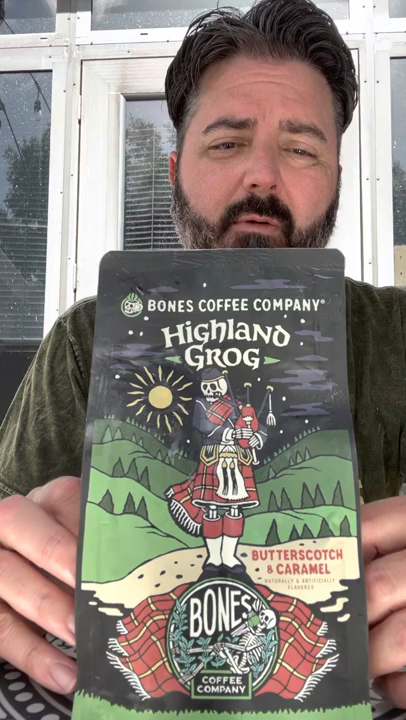 BONES COFFEE COMPANY®
HIGHLAND
GROG
BUTTERSCOTCH
& CARAMEL
NATURALLY & ARTIFICIALLY
FLAVORED
BONES
COFFEE
COMPANY